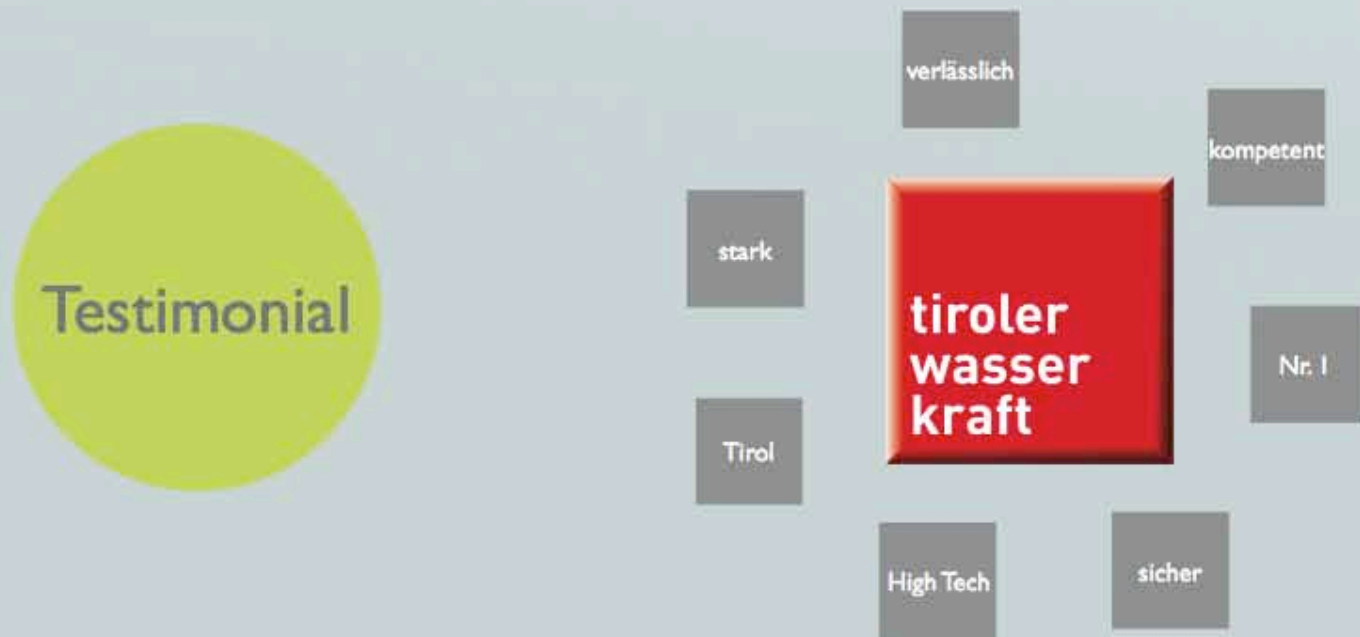 verlässlich
kompetent
stark
Testimonial
tiroler
wasser
kraft
Nr. 1
Tirol
High Tech
sicher